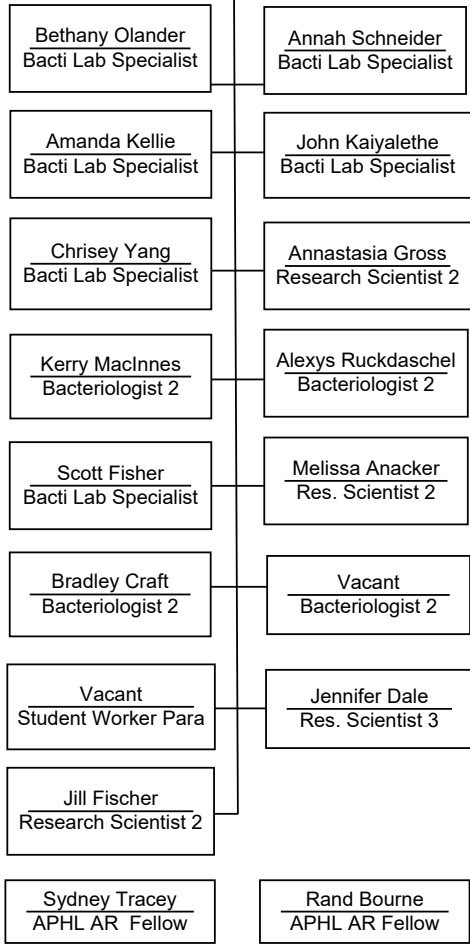 Bethany Olander
Bacti Lab Specialist
Annah Schneider
Bacti Lab Specialist
Amanda Kellie
Bacti Lab Specialist
John Kaiyalethe
Bacti Lab Specialist
Chrisey Yang
Bacti Lab Specialist
Annastasia Gross
Research Scientist 2
Kerry MacInnes
Bacteriologist 2
Alexys Ruckdaschel
Bacteriologist 2
Scott Fisher
Bacti Lab Specialist
Melissa Anacker
Res. Scientist 2
Bradley Craft
Bacteriologist 2
Vacant
Bacteriologist 2
Vacant
Student Worker Para
Jennifer Dale
Res. Scientist 3
Jill Fischer
Research Scientist 2
Sydney Tracey
APHL AR Fellow
Rand Bourne
APHL AR Fellow